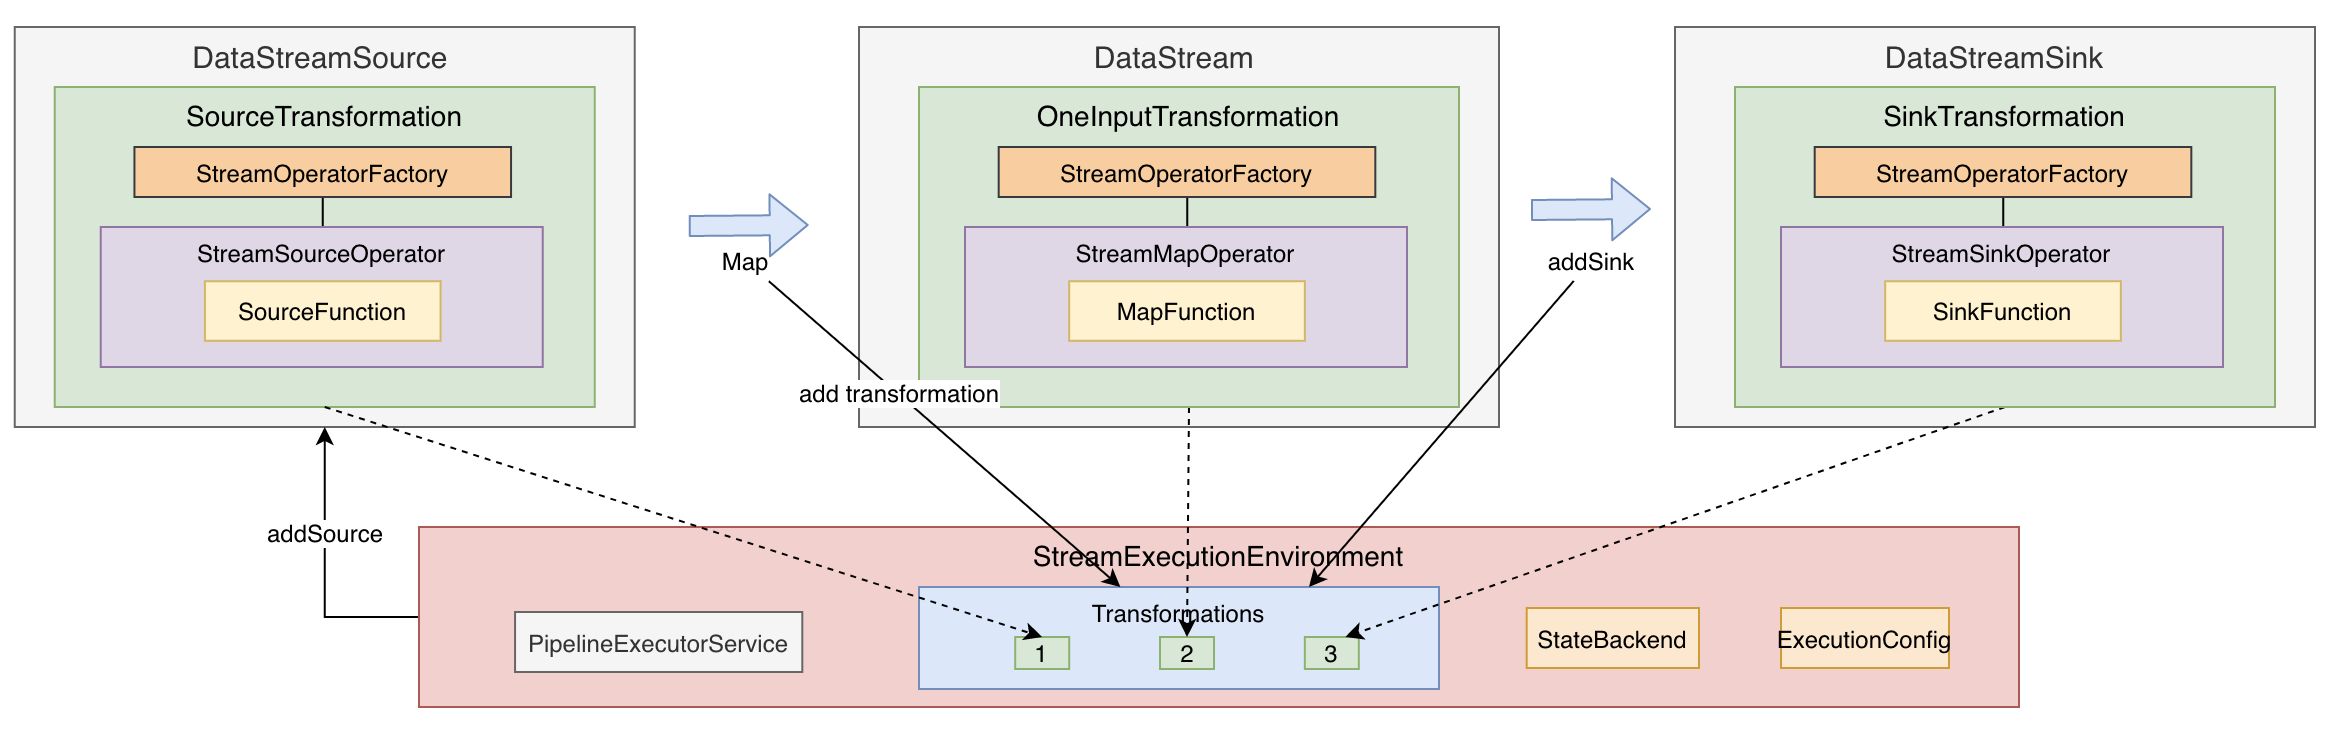 DataStreamSource
SourceTransformation
StreamOperatorFactory
StreamSourceOperator
SourceFunction
Map
DataStream
OneInputTransformation
StreamOperatorFactory
StreamMapOperator
MapFunction
addSink
DataStreamSink
SinkTransformation
StreamOperatorFactory
StreamSinkOperator
SinkFunction
add transformation
addSource
StreamExecutionEnvironment
PipelineExecutorService
Transformations
1
2
3
StateBackend
ExecutionConfig